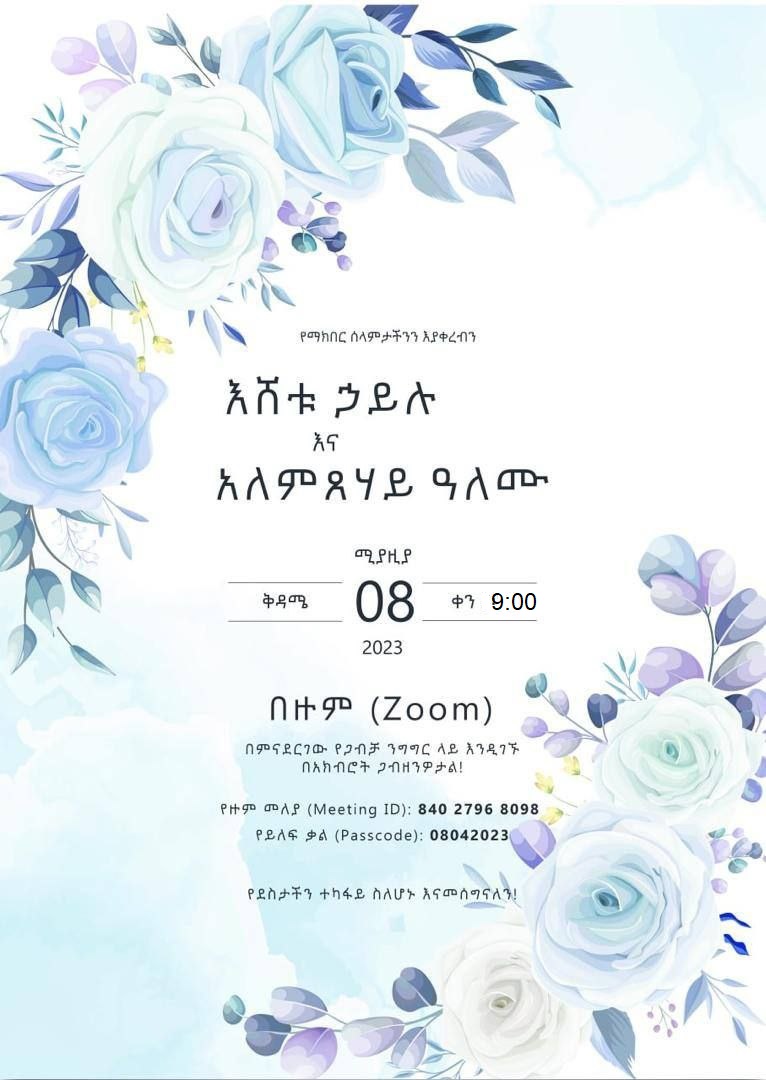 የማክበር ሰላምታችንን እያቀረብን
እሸቱ ኃይሉ
እና
አለምጸሃይ ዓለሙ
ሚያዚያ
ቅዳሜ 08 ቀን 9:00
2023
በዙም (Zoom)
በምናደርገው የጋብቻ ንግግር ላይ እንዲገኙ
በአክብሮት ጋብዘንዎታል!
የዙም መለያ (Meeting ID): 840 2796 8098
የይለፍ ቃል (Passcode): 08042023
የደስታችን ተካፋይ ስለሆኑ እናመሰግናለን!